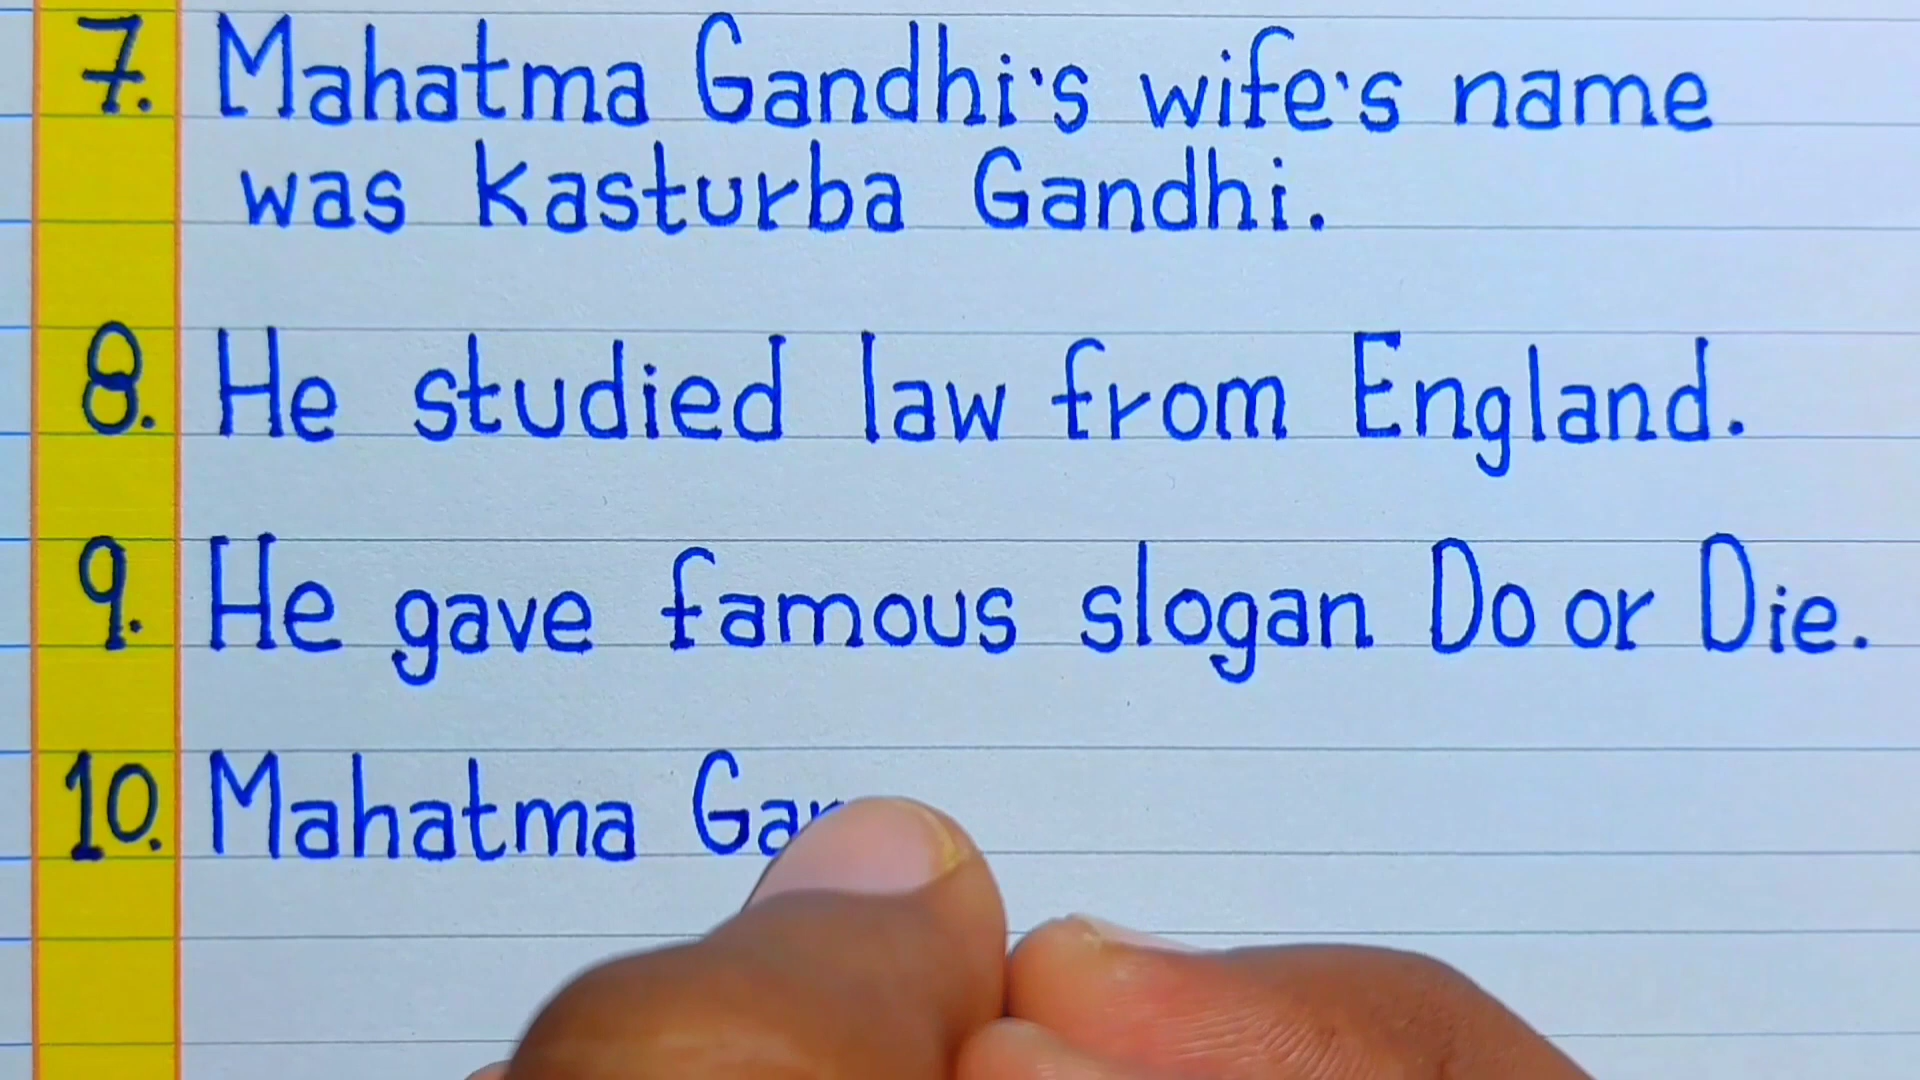 7. Mahatma Gandhi's wife's name
was Kasturba Gandhi.
8. He studied law from England.
9. He gave famous slogan Do or Die.
10. Mahatma